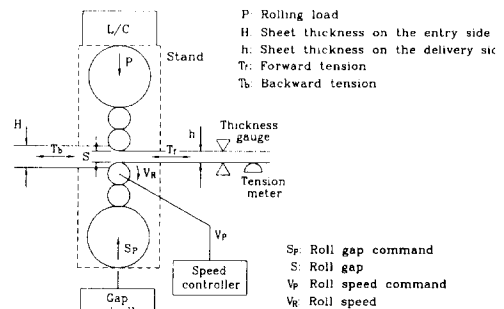 L/C
P: Rolling load
H: Sheet thickness on the entry side
h: Sheet thickness on the delivery
Tf: Forward tension
Tb: Backward tension
Stand
P
H
Tb
S
Tf
h
Thickness
gauge
VR
Tension
meter
SP
VP
Speed
controller
Gap
SP: Roll gap command
S: Roll gap
VP: Roll speed command
VR: Roll speed